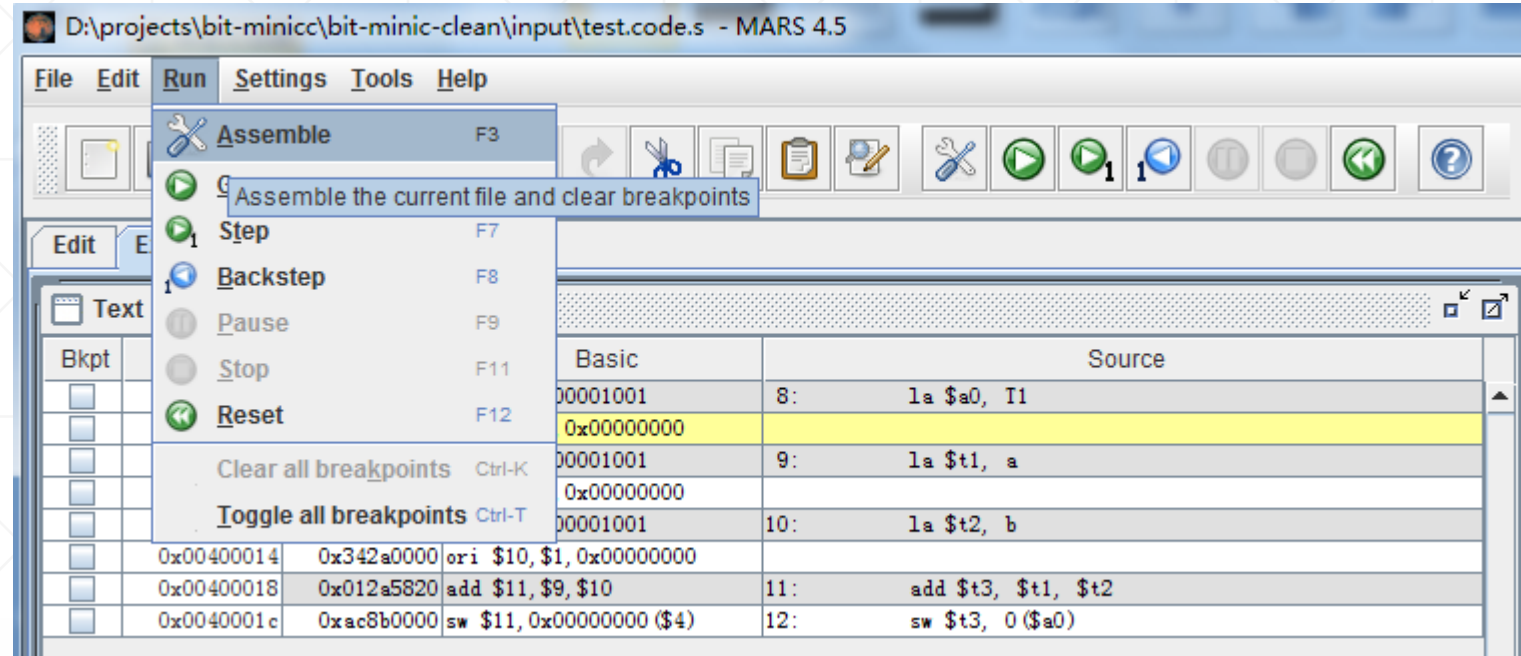 D:\projects\bit-minicc\bit-minic-clean\input\test.code.s - MARS 4.5
File Edit Run Settings Tools Help
Assemble F3
Assemble the current file and clear breakpoints
Step F7
Backstep F8
Pause F9
Stop F11
Reset F12
Clear all breakpoints Ctrl-K
Toggle all breakpoints Ctrl-T
Edit E
Text
Bkpt Basic Source
00001001 8: la $a0, T1
0x00000000
00001001 9: la $t1, a
0x00000000
00001001 10: la $t2, b
0x00400014 0x342a0000 ori $10,$1,0x00000000
0x00400018 0x012a5820 add $11,$9,$10 11: add $t3, $t1, $t2
0x0040001c 0xac8b0000 sw $11,0x00000000($4) 12: sw $t3, 0($a0)